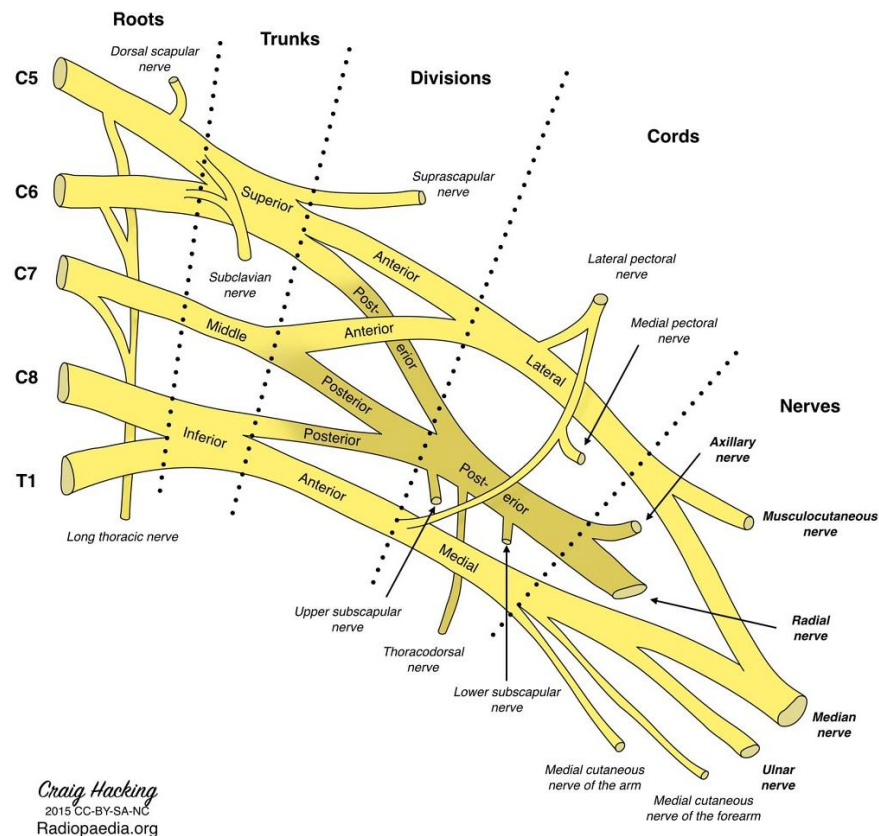 Roots
Trunks
Divisions
Cords
Nerves
Dorsal scapular
nerve
C5
C6
C7
C8
T1
Superior
Suprascapular
nerve
Subclavian
nerve
Anterior
Lateral pectoral
nerve
Medial pectoral
nerve
Post-
erior
Middle
Anterior
Lateral
Posterior
Inferior
Posterior
Post-
erior
Axillary
nerve
Anterior
Musculocutaneous
nerve
Long thoracic nerve
Medial
Upper subscapular
nerve
Radial
nerve
Thoracodorsal
nerve
Lower subscapular
nerve
Median
nerve
Ulnar
nerve
Medial cutaneous
nerve of the arm
Medial cutaneous
nerve of the forearm
Craig Hacking
2015 CC-BY-SA-NC
Radiopaedia.org